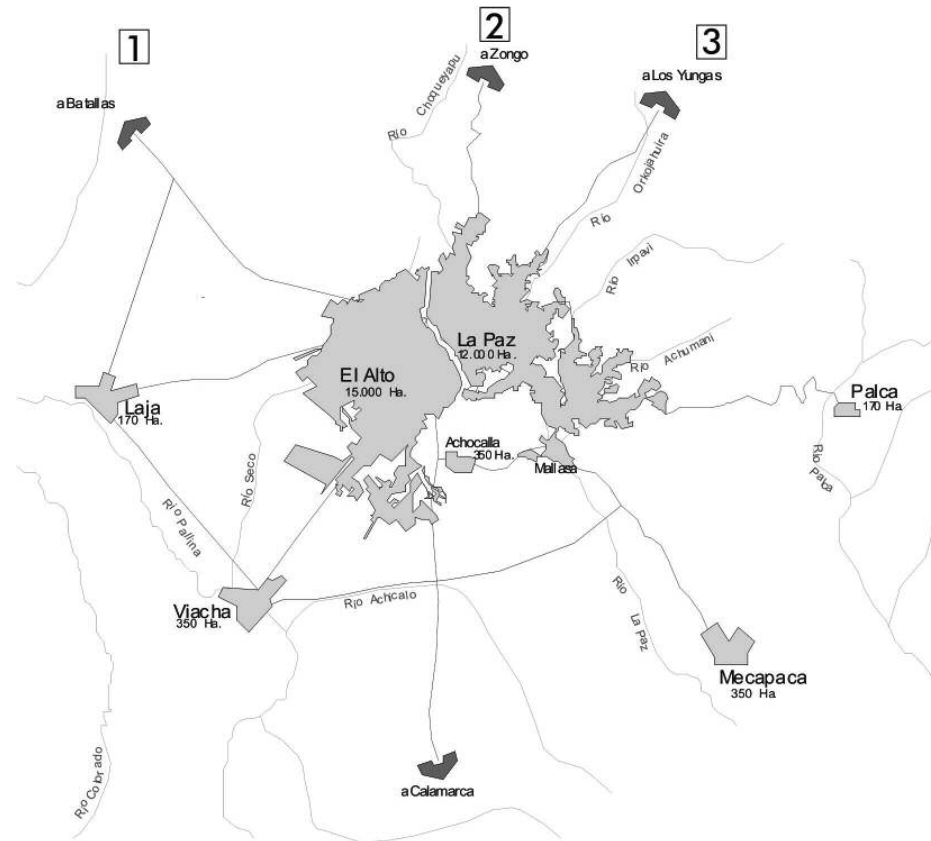 1
2
3
a Zongo
a Los Yungas
a Batallas
Río Choqueyapu
Río Orkojahuira
Río Irpavi
La Paz
12.000 Ha.
Río Achumani
El Alto
15.000 Ha.
Palca
170 Ha.
Laja
170 Ha.
Achocalla
350 Ha.
Mallasa
Río Seco
Río Palca
Río Pallina
Río Achicalo
Viacha
350 Ha.
Río La Paz
Mecapaca
350 Ha
Río Colorado
a Calamarca